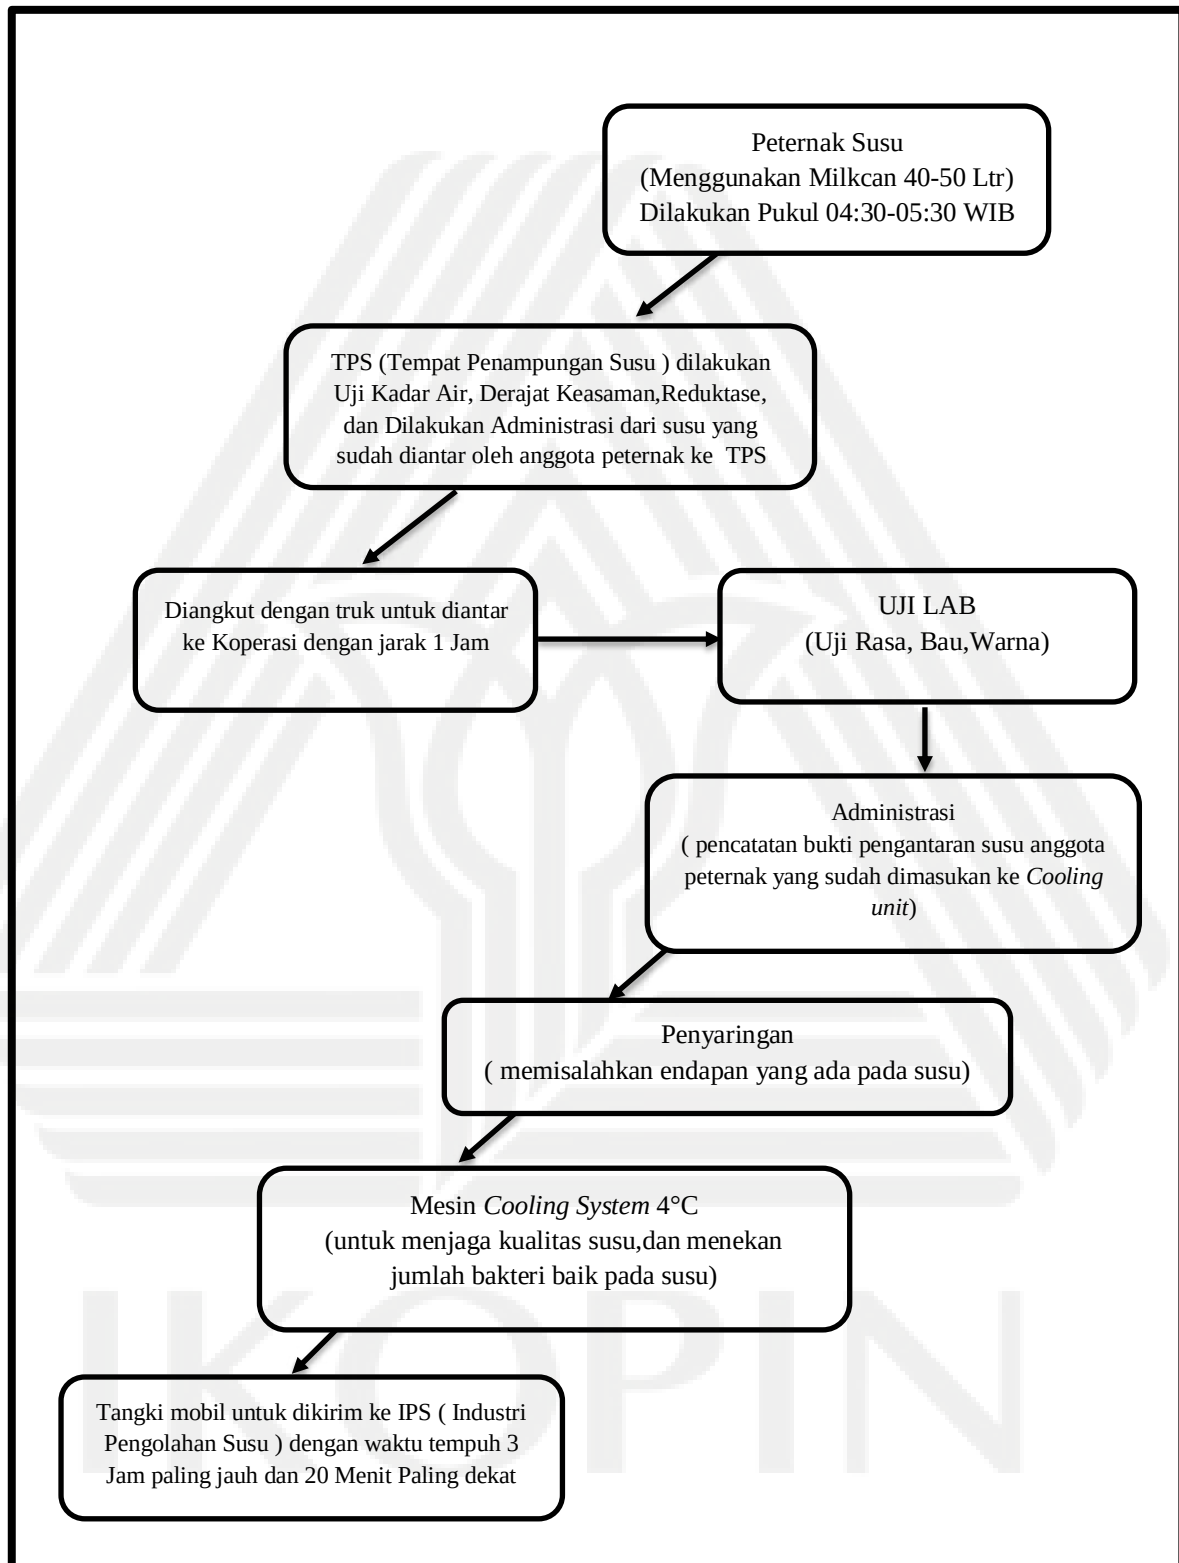 Peternak Susu
(Menggunakan Milkcan 40-50 Ltr)
Dilakukan Pukul 04:30-05:30 WIB
TPS (Tempat Penampungan Susu ) dilakukan
Uji Kadar Air, Derajat Keasaman,Reduktase,
dan Dilakukan Administrasi dari susu yang
sudah diantar oleh anggota peternak ke TPS
Diangkut dengan truk untuk diantar
ke Koperasi dengan jarak 1 Jam
UJI LAB
(Uji Rasa, Bau,Warna)
Administrasi
( pencatatan bukti pengantaran susu anggota
peternak yang sudah dimasukan ke Cooling
unit)
Penyaringan
( memisalahkan endapan yang ada pada susu)
Mesin Cooling System 4°C
(untuk menjaga kualitas susu,dan menekan
jumlah bakteri baik pada susu)
Tangki mobil untuk dikirim ke IPS ( Industri
Pengolahan Susu ) dengan waktu tempuh 3
Jam paling jauh dan 20 Menit Paling dekat
IKOPIN